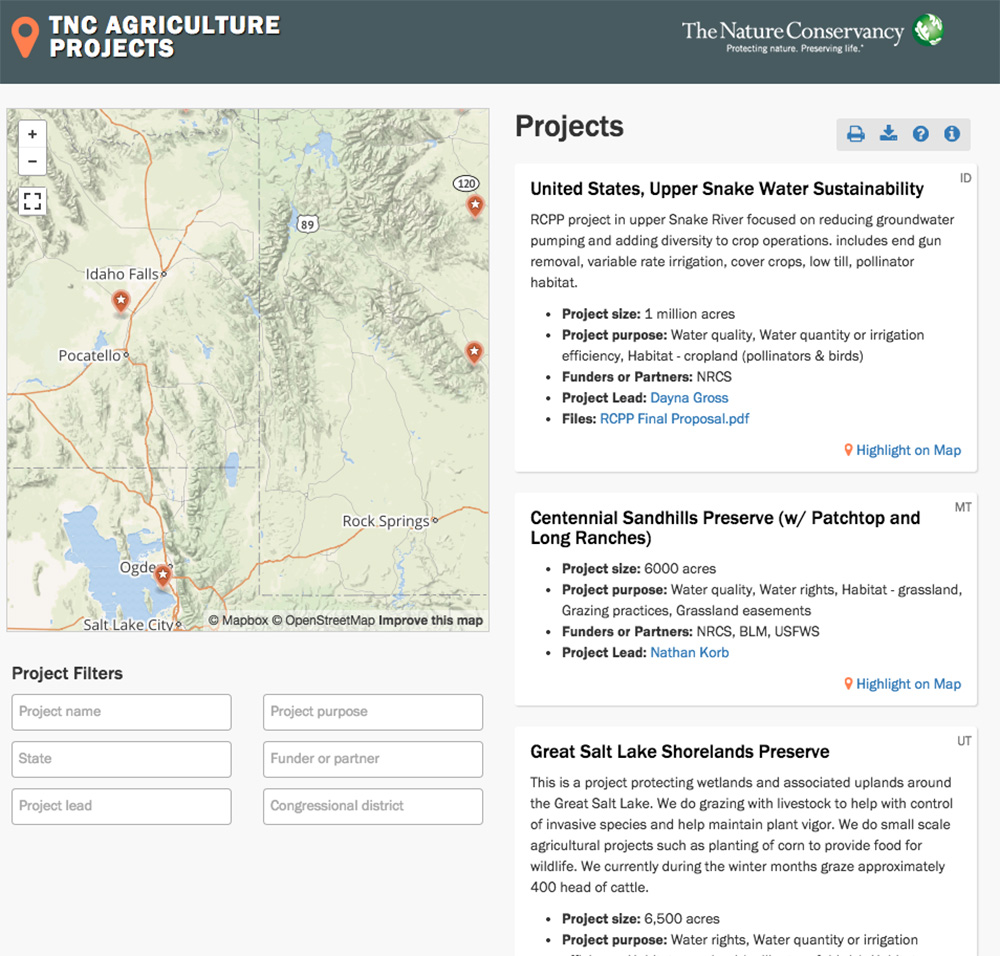 TNC AGRICULTURE
PROJECTS
The Nature Conservancy
Protecting nature. Preserving life.®
+
−
120
89
Idaho Falls
Pocatello
Rock Springs
Ogde
Salt Lake City
© Mapbox © OpenStreetMap Improve this map
Project Filters
Project name
Project purpose
State
Funder or partner
Project lead
Congressional district
Projects
ID
United States, Upper Snake Water Sustainability
RCPP project in upper Snake River focused on reducing groundwater
pumping and adding diversity to crop operations. includes end gun
removal, variable rate irrigation, cover crops, low till, pollinator
habitat.
• Project size: 1 million acres
• Project purpose: Water quality, Water quantity or irrigation
efficiency, Habitat - cropland (pollinators & birds)
• Funders or Partners: NRCS
• Project Lead: Dayna Gross
• Files: RCPP Final Proposal.pdf
Highlight on Map
MT
Centennial Sandhills Preserve (w/ Patchtop and
Long Ranches)
• Project size: 6000 acres
• Project purpose: Water quality, Water rights, Habitat - grassland,
Grazing practices, Grassland easements
• Funders or Partners: NRCS, BLM, USFWS
• Project Lead: Nathan Korb
Highlight on Map
UT
Great Salt Lake Shorelands Preserve
This is a project protecting wetlands and associated uplands around
the Great Salt Lake. We do grazing with livestock to help with control
of invasive species and help maintain plant vigor. We do small scale
agricultural projects such as planting of corn to provide food for
wildlife. We currently during the winter months graze approximately
400 head of cattle.
• Project size: 6,500 acres
• Project purpose: Water rights, Water quantity or irrigation